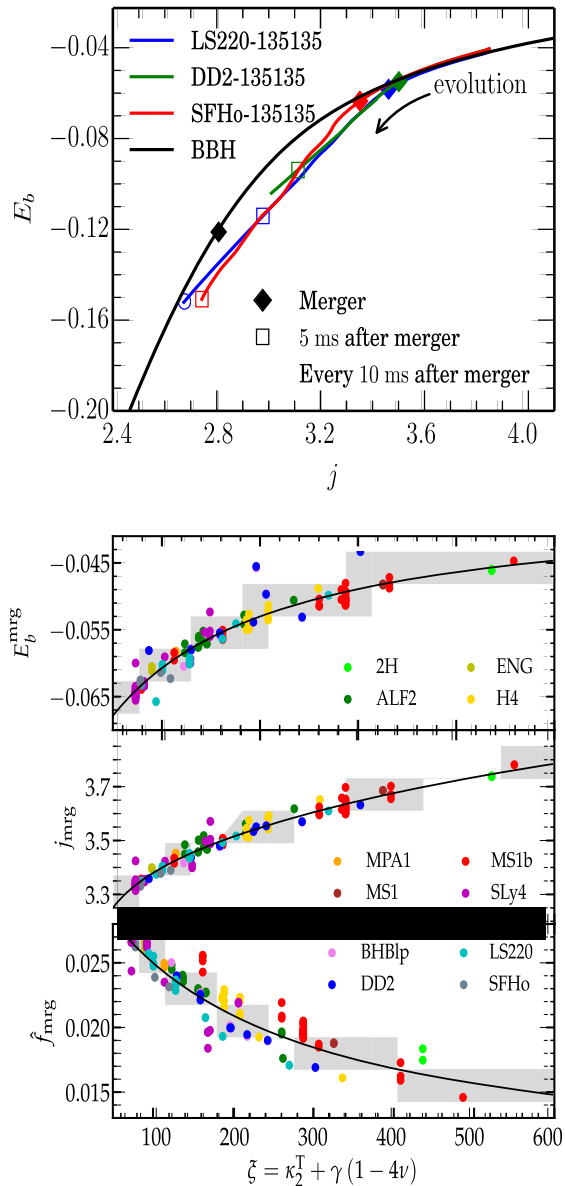 −0.04
−0.08
−0.12
−0.16
−0.20
E_b
LS220-135135
DD2-135135
SFHo-135135
BBH
evolution
Merger
5 ms after merger
Every 10 ms after merger
2.4 2.8 3.2 3.6 4.0
j
−0.045
−0.055
−0.065
E_b^mrg
2H ENG
ALF2 H4
3.7
3.5
3.3
j_mrg
MPA1 MS1b
MS1 SLy4
0.025
0.020
0.015
f̂_mrg
BHBlp LS220
DD2 SFHo
100 200 300 400 500 600
ξ = κ₂ᵀ + γ (1 − 4ν)